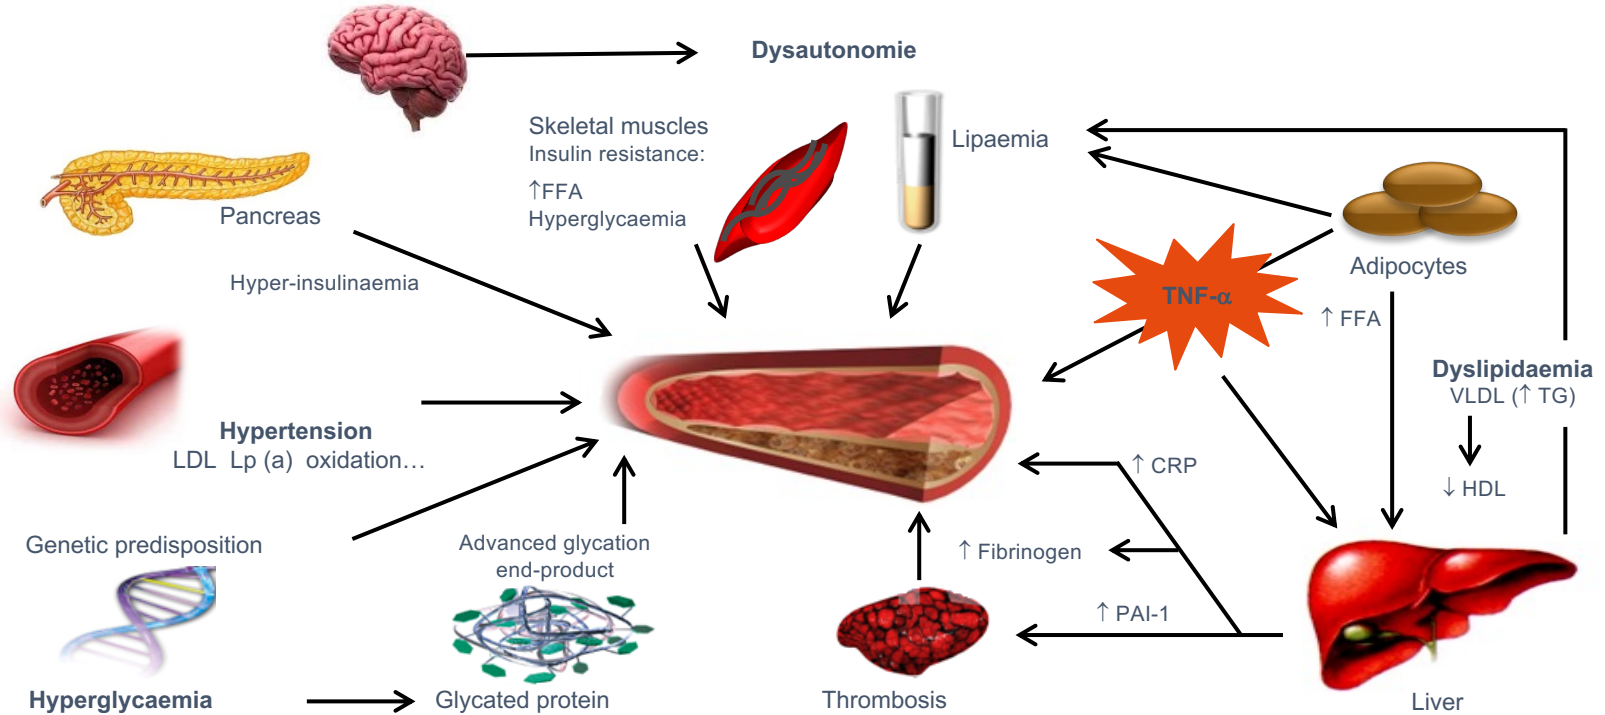 Dysautonomie
Skeletal muscles
Insulin resistance:
↑FFA
Hyperglycaemia
Lipaemia
Pancreas
Hyper-insulinaemia
TNF-α
Adipocytes
↑ FFA
Dyslipidaemia
VLDL (↑ TG)
↓ HDL
Hypertension
LDL Lp (a) oxidation…
↑ CRP
Genetic predisposition
Advanced glycation
end-product
↑ Fibrinogen
↑ PAI-1
Hyperglycaemia
Glycated protein
Thrombosis
Liver